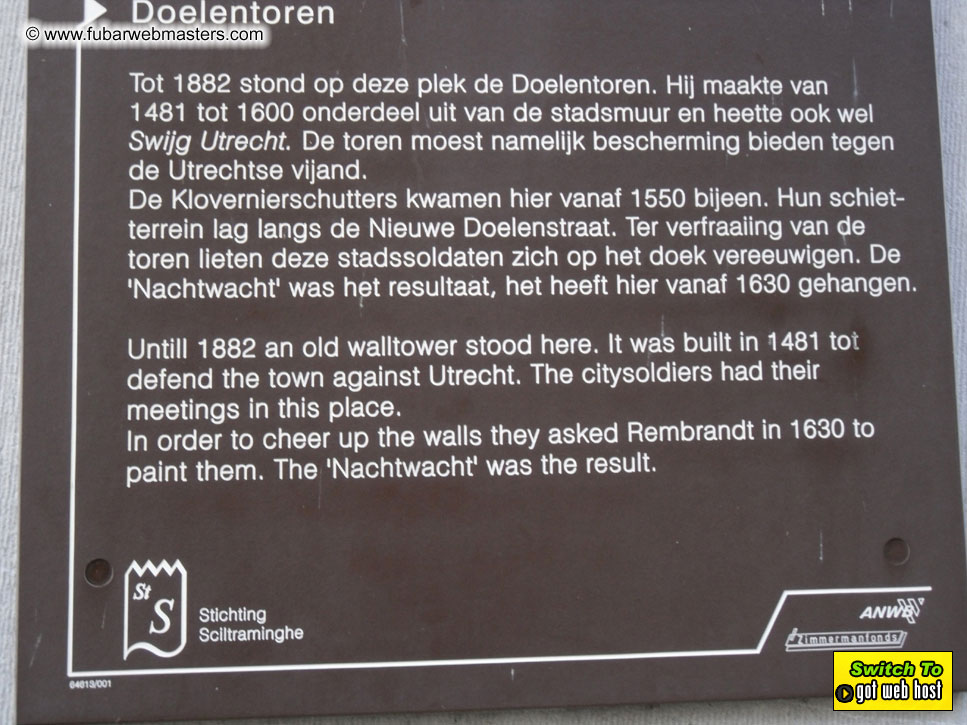 Doelentoren
© www.fubarwebmasters.com
Tot 1882 stond op deze plek de Doelentoren. Hij maakte van
1481 tot 1600 onderdeel uit van de stadsmuur en heette ook wel
Swijg Utrecht. De toren moest namelijk bescherming bieden tegen
de Utrechtse vijand.
De Klovernierschutters kwamen hier vanaf 1550 bijeen. Hun schiet-
terrein lag langs de Nieuwe Doelenstraat. Ter verfraaiing van de
toren lieten deze stadssoldaten zich op het doek vereeuwigen. De
'Nachtwacht' was het resultaat, het heeft hier vanaf 1630 gehangen.
Untill 1882 an old walltower stood here. It was built in 1481 tot
defend the town against Utrecht. The citysoldiers had their
meetings in this place.
In order to cheer up the walls they asked Rembrandt in 1630 to
paint them. The 'Nachtwacht' was the result.
St
S
Stichting
Sciltraminghe
ANWB
Zimmermanfonds
64613/001
Switch To
got web host